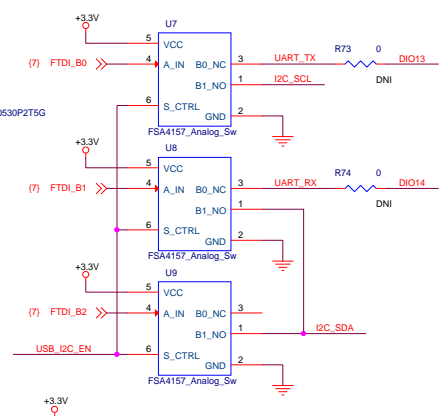 +3.3V
U7
5 VCC
{7} FTDI_B0 4 A_IN B0_NC 3 UART_TX R73 0 DIO13
B1_NO 1 I2C_SCL DNI
0530P2T5G
6 S_CTRL GND 2
FSA4157_Analog_Sw
+3.3V
U8
5 VCC
{7} FTDI_B1 4 A_IN B0_NC 3 UART_RX R74 0 DIO14
B1_NO 1 DNI
6 S_CTRL GND 2
FSA4157_Analog_Sw
+3.3V
U9
5 VCC
{7} FTDI_B2 4 A_IN B0_NC 3
B1_NO 1 I2C_SDA
USB_I2C_EN 6 S_CTRL GND 2
FSA4157_Analog_Sw
+3.3V